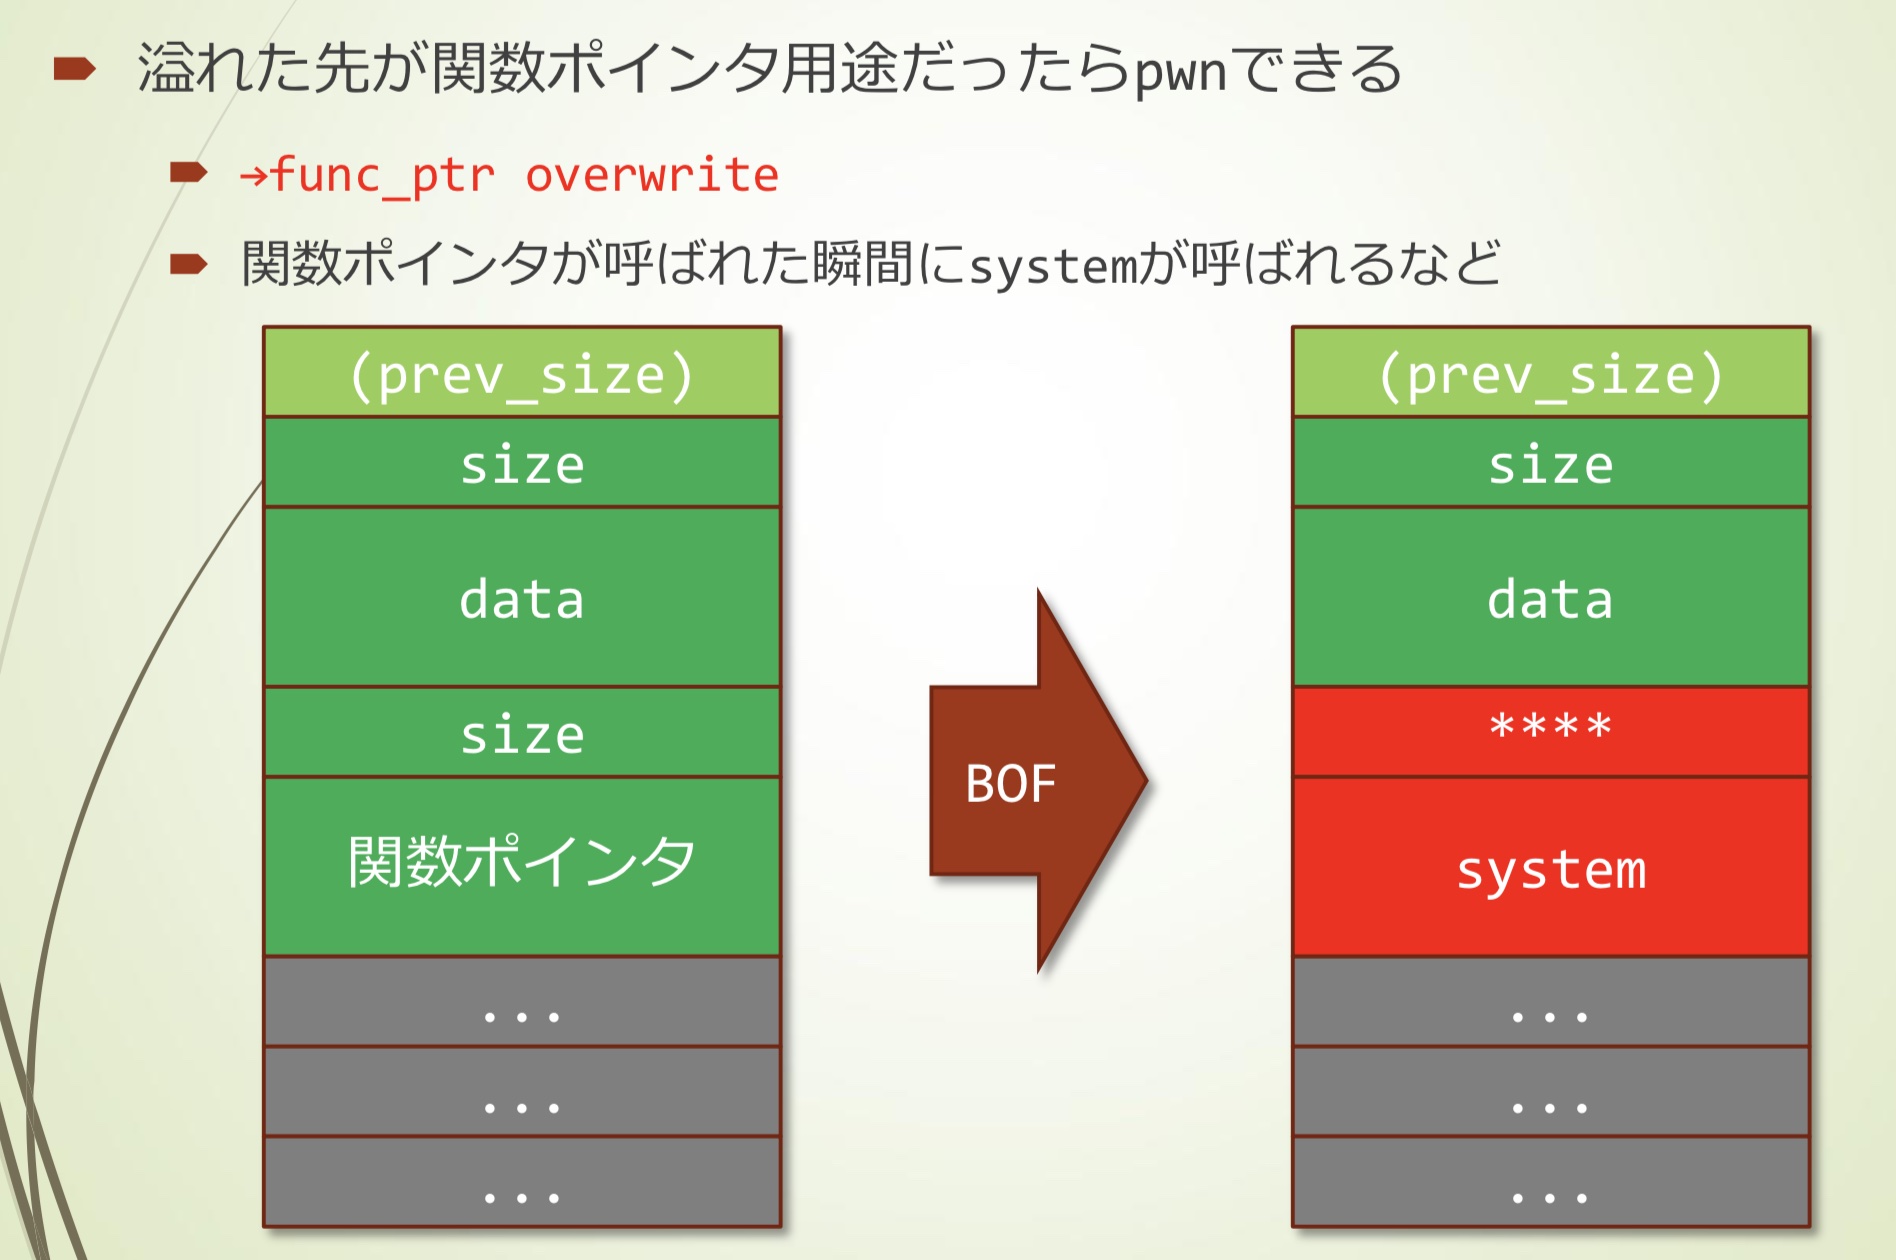 溢れた先が関数ポインタ用途だったらpwnできる
→func_ptr overwrite
関数ポインタが呼ばれた瞬間にsystemが呼ばれるなど
(prev_size)
size
data
size
関数ポインタ
...
...
...
BOF
(prev_size)
size
data
****
system
...
...
...